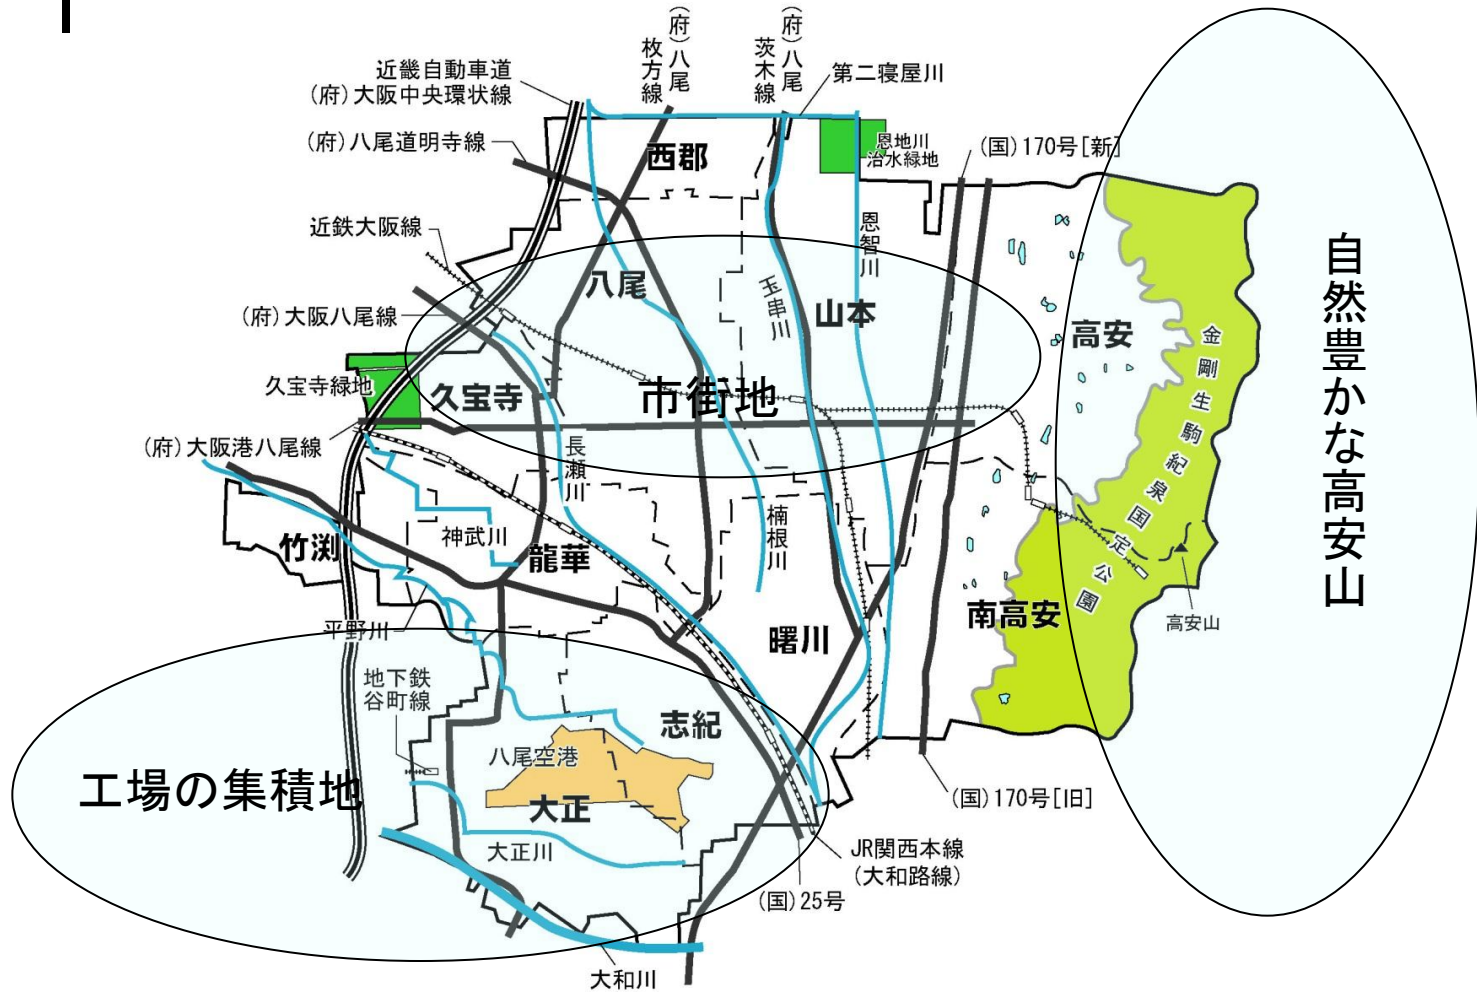 (府)八尾
枚方線
(府)八尾
茨木線
近畿自動車道
(府)大阪中央環状線
第二寝屋川
(府)八尾道明寺線
西郡
恩地川
治水緑地
(国)170号[新]
近鉄大阪線
恩智川
八尾
玉串川
山本
(府)大阪八尾線
高安
自然豊かな高安山
金剛生駒紀泉国定公園
久宝寺緑地
久宝寺
市街地
(府)大阪港八尾線
長瀬川
楠根川
神武川
竹渕
龍華
南高安
高安山
平野川
曙川
地下鉄
谷町線
志紀
八尾空港
工場の集積地
大正
(国)170号[旧]
大正川
JR関西本線
(大和路線)
(国)25号
大和川